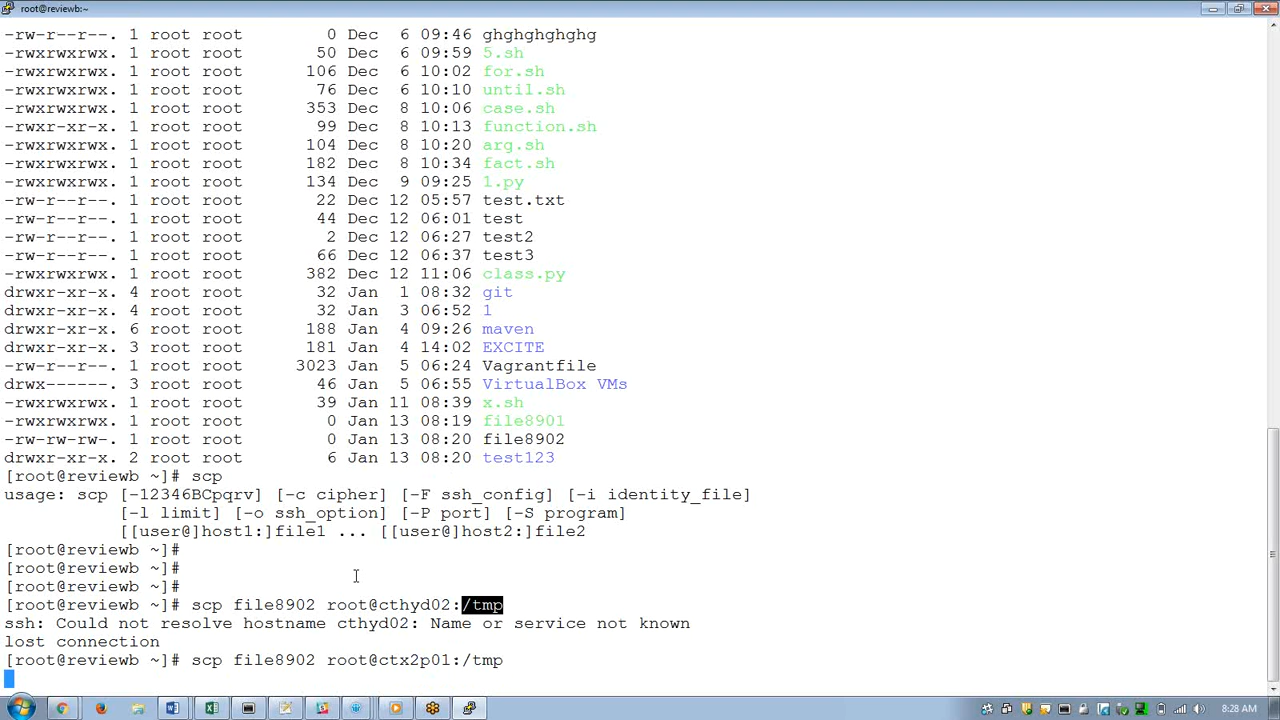 root@reviewb:~
-rw-r--r--. 1 root root 0 Dec 6 09:46 ghghghghghg
-rwxrwxrwx. 1 root root 50 Dec 6 09:59 5.sh
-rwxrwxrwx. 1 root root 106 Dec 6 10:02 for.sh
-rwxrwxrwx. 1 root root 76 Dec 6 10:10 until.sh
-rwxrwxrwx. 1 root root 353 Dec 8 10:06 case.sh
-rwxr-xr-x. 1 root root 99 Dec 8 10:13 function.sh
-rwxr-xr-x. 1 root root 104 Dec 8 10:20 arg.sh
-rwxrwxrwx. 1 root root 182 Dec 8 10:34 fact.sh
-rwxrwxrwx. 1 root root 134 Dec 9 09:25 1.py
-rw-r--r--. 1 root root 22 Dec 12 05:57 test.txt
-rw-r--r--. 1 root root 44 Dec 12 06:01 test
-rw-r--r--. 1 root root 2 Dec 12 06:27 test2
-rw-r--r--. 1 root root 66 Dec 12 06:37 test3
-rwxrwxrwx. 1 root root 382 Dec 12 11:06 class.py
drwxr-xr-x. 4 root root 32 Jan 1 08:32 git
drwxr-xr-x. 4 root root 32 Jan 3 06:52 1
drwxr-xr-x. 6 root root 188 Jan 4 09:26 maven
drwxr-xr-x. 3 root root 181 Jan 4 14:02 EXCITE
-rw-r--r--. 1 root root 3023 Jan 5 06:24 Vagrantfile
drwx------. 3 root root 46 Jan 5 06:55 VirtualBox VMs
-rwxrwxrwx. 1 root root 39 Jan 11 08:39 x.sh
-rwxrwxrwx. 1 root root 0 Jan 13 08:19 file8901
-rw-rw-rw-. 1 root root 0 Jan 13 08:20 file8902
drwxr-xr-x. 2 root root 6 Jan 13 08:20 test123
[root@reviewb ~]# scp
usage: scp [-12346BCpqrv] [-c cipher] [-F ssh_config] [-i identity_file]
[-l limit] [-o ssh_option] [-P port] [-S program]
[[user@]host1:]file1 ... [[user@]host2:]file2
[root@reviewb ~]#
[root@reviewb ~]#
[root@reviewb ~]#
[root@reviewb ~]# scp file8902 root@cthyd02:/tmp
ssh: Could not resolve hostname cthyd02: Name or service not known
lost connection
[root@reviewb ~]# scp file8902 root@ctx2p01:/tmp
8:28 AM